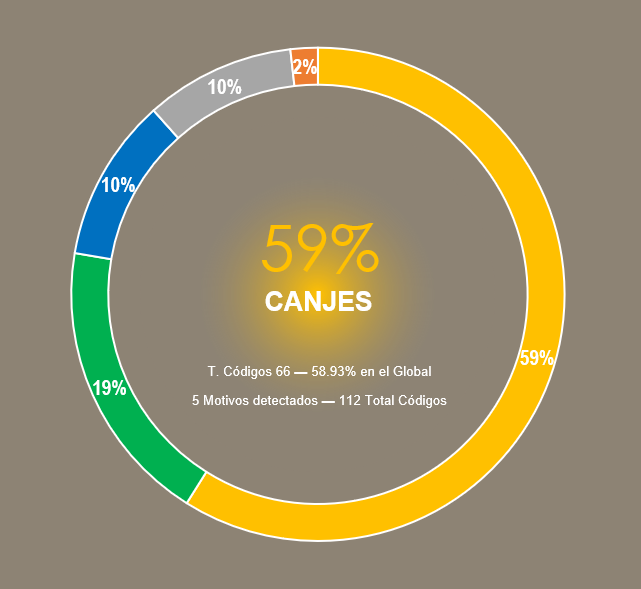 2%
10%
10%
59%
CANJES
59%
T. Códigos 66 — 58.93% en el Global
19%
5 Motivos detectados — 112 Total Códigos